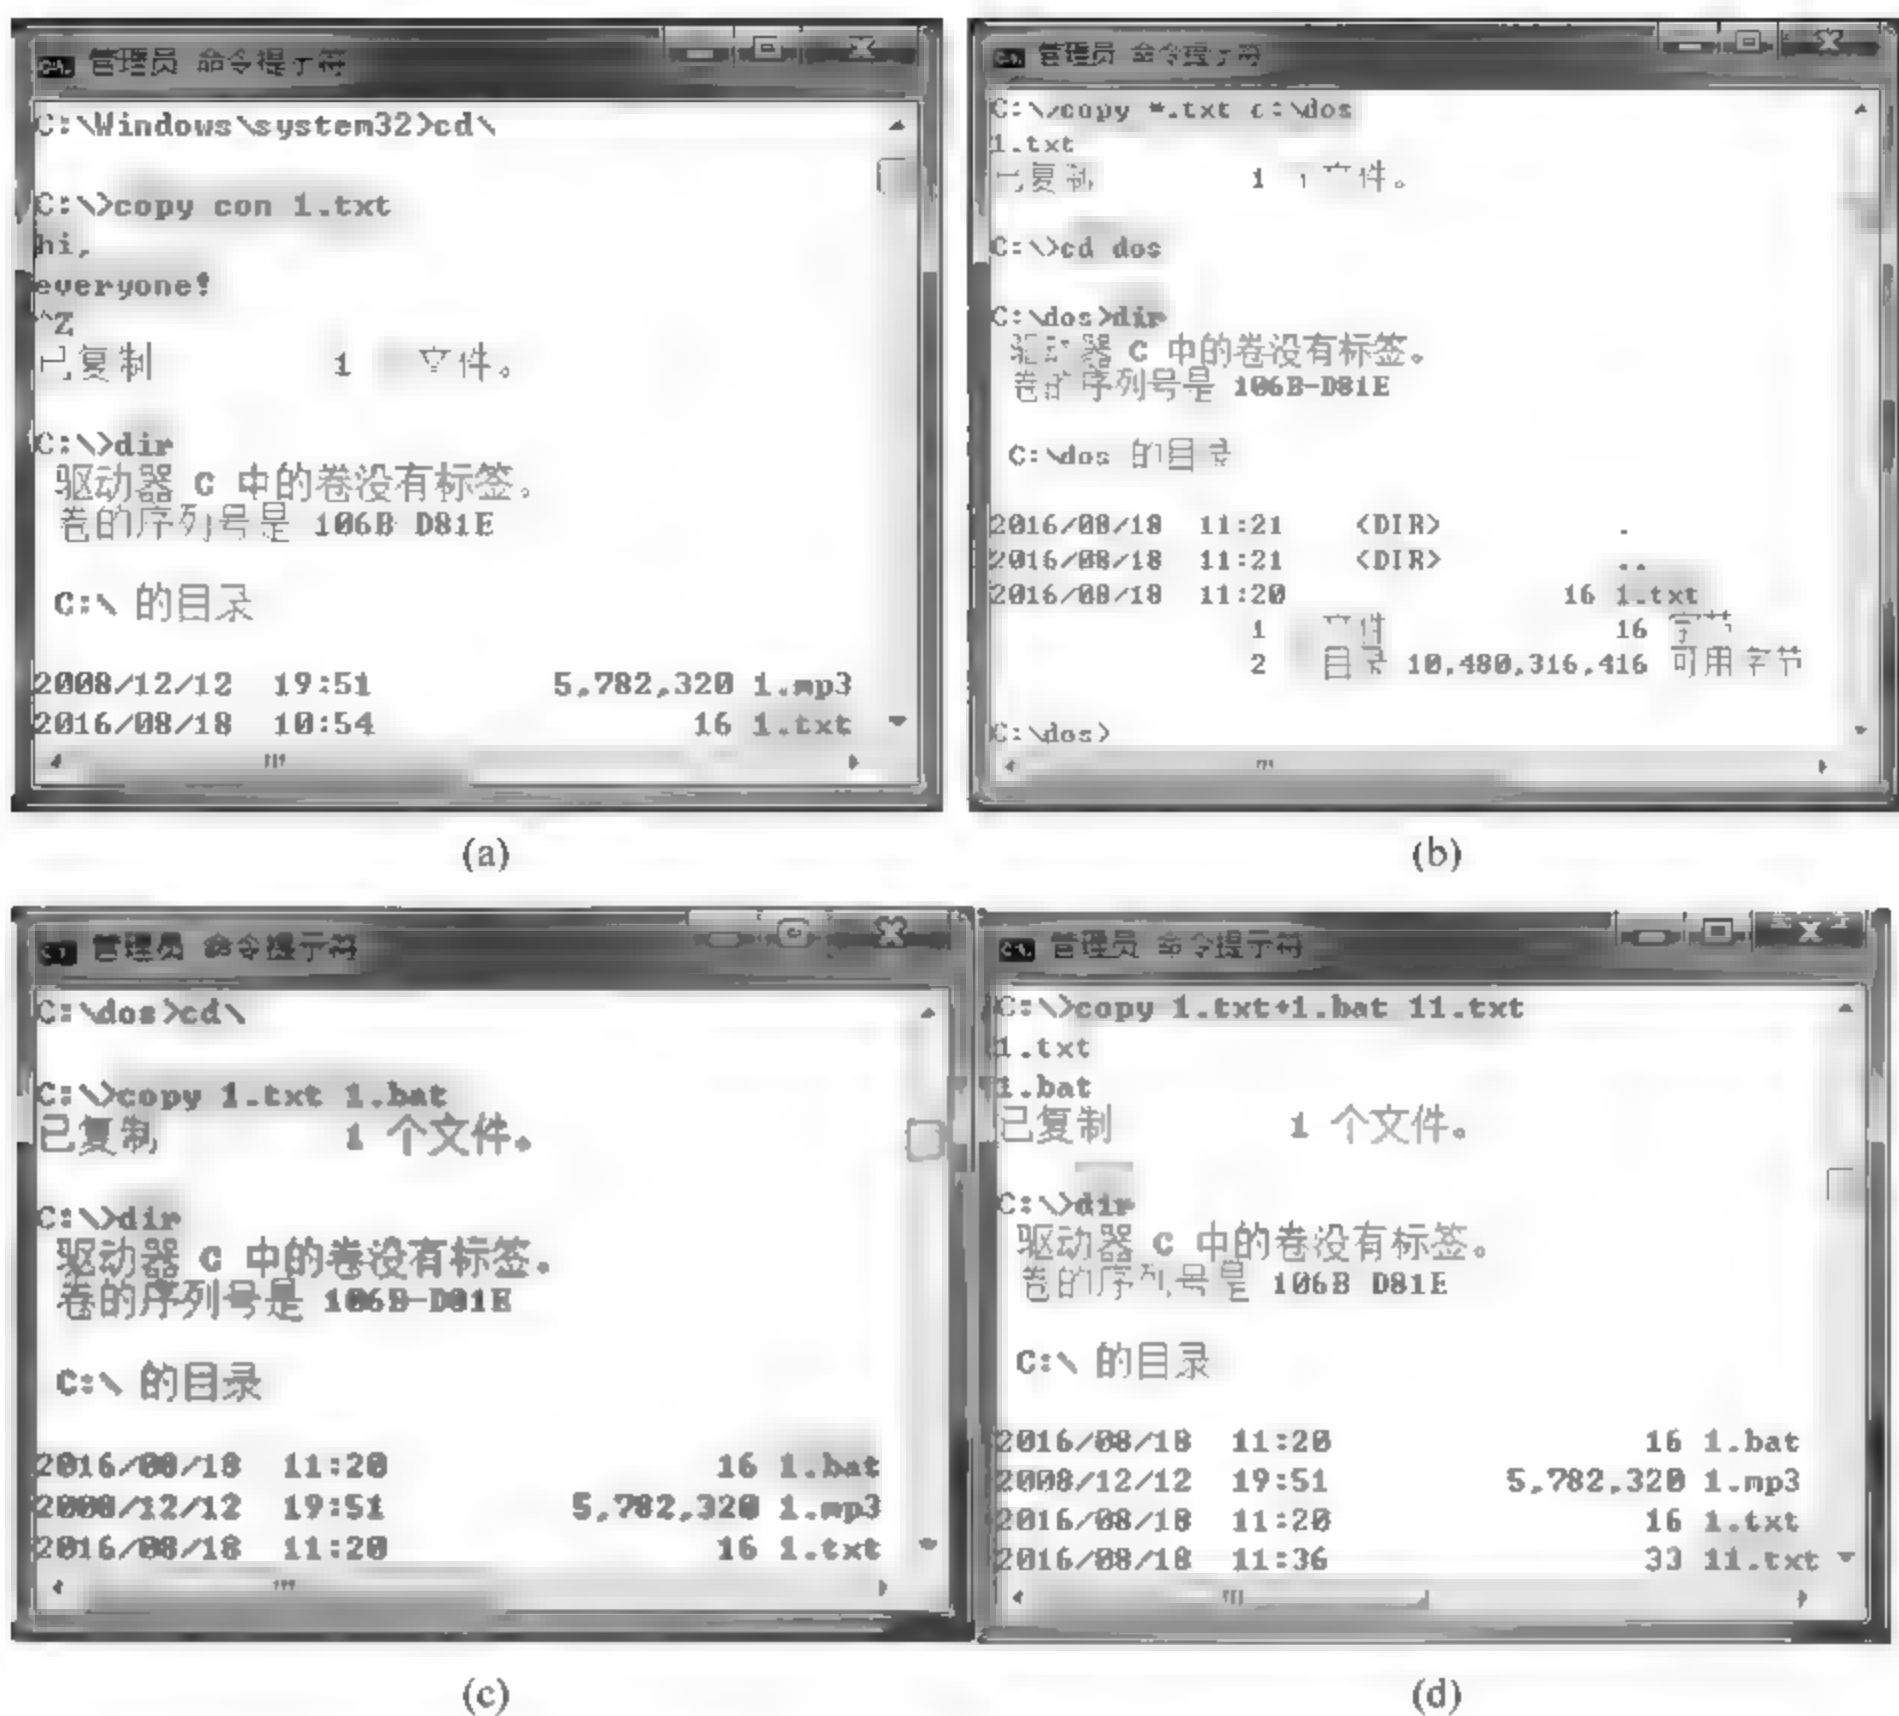 管理员 命令提示符
C:\Windows\system32>cd\
C:\>copy con 1.txt
hi,
everyone!
^Z
已复制 1 文件。
C:\>dir
驱动器 C 中的卷没有标签。
卷的序列号是 106B D81E
C:\ 的目录
2008/12/12 19:51 5,782,320 1.mp3
2016/08/18 10:54 16 1.txt
(a)
管理员 命令提示符
C:\>copy *.txt c:\dos
1.txt
已复制 1 个文件。
C:\>cd dos
C:\dos>dir
驱动器 C 中的卷没有标签。
卷的序列号是 106B-D81E
C:\dos 的目录
2016/08/18 11:21 <DIR> .
2016/08/18 11:21 <DIR> ..
2016/08/18 11:20 16 1.txt
1 文件 16 字节
2 目录 10,480,316,416 可用字节
C:\dos>
(b)
管理员 命令提示符
C:\dos>cd\
C:\>copy 1.txt 1.bat
已复制 1 个文件。
C:\>dir
驱动器 C 中的卷没有标签。
卷的序列号是 106B-D81E
C:\ 的目录
2016/08/18 11:20 16 1.bat
2008/12/12 19:51 5,782,320 1.mp3
2016/08/18 11:20 16 1.txt
(c)
管理员 命令提示符
C:\>copy 1.txt+1.bat 11.txt
1.txt
1.bat
已复制 1 个文件。
C:\>dir
驱动器 C 中的卷没有标签。
卷的序列号是 106B D81E
C:\ 的目录
2016/08/18 11:20 16 1.bat
2008/12/12 19:51 5,782,320 1.mp3
2016/08/18 11:20 16 1.txt
2016/08/18 11:36 33 11.txt
(d)